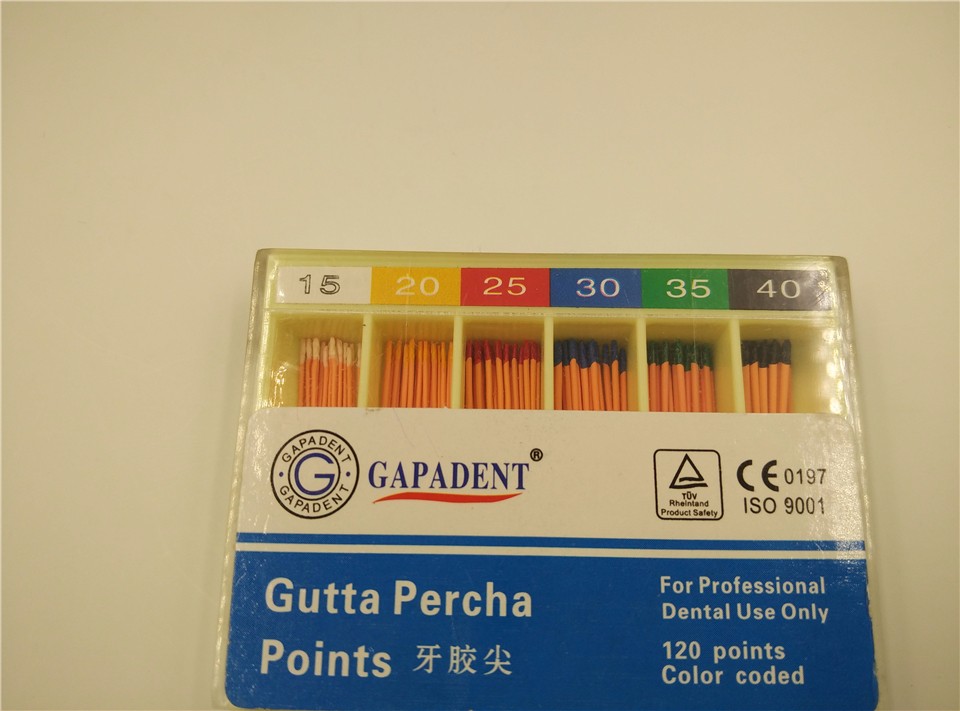 15 20 25 30 35 40
GAPADENT
G
GAPADENT
GAPADENT®
TÜV
Rheinland
Product Safety
CE 0197
ISO 9001
Gutta Percha
Points 牙胶尖
For Professional
Dental Use Only
120 points
Color coded